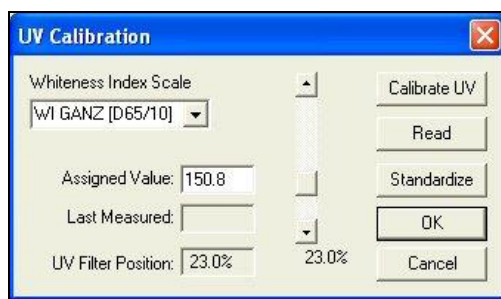 UV Calibration
Whiteness Index Scale
WI GANZ [D65/10]
Assigned Value: 150.8
Last Measured:
UV Filter Position: 23.0%
23.0%
Calibrate UV
Read
Standardize
OK
Cancel